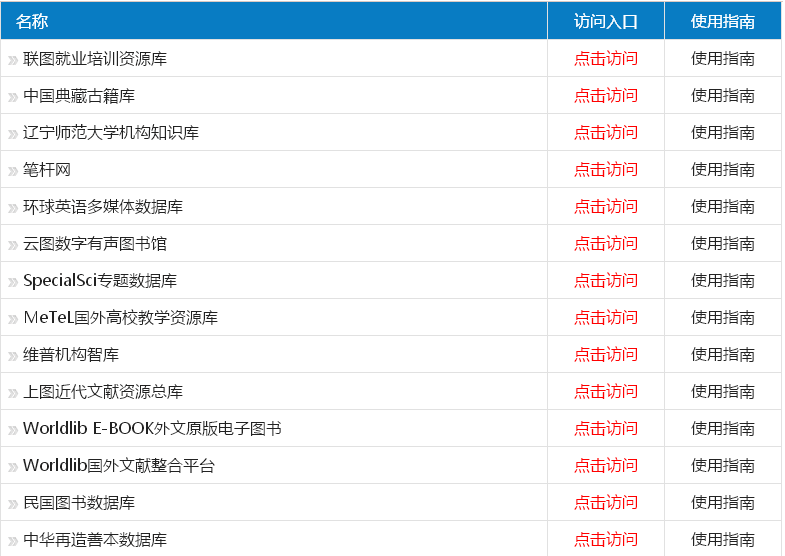 名称 访问入口 使用指南
» 联图就业培训资源库 点击访问 使用指南
» 中国典藏古籍库 点击访问 使用指南
» 辽宁师范大学机构知识库 点击访问 使用指南
» 笔杆网 点击访问 使用指南
» 环球英语多媒体数据库 点击访问 使用指南
» 云图数字有声图书馆 点击访问 使用指南
» SpecialSci专题数据库 点击访问 使用指南
» MeTeL国外高校教学资源库 点击访问 使用指南
» 维普机构智库 点击访问 使用指南
» 上图近代文献资源总库 点击访问 使用指南
» Worldlib E-BOOK外文原版电子图书 点击访问 使用指南
» Worldlib国外文献整合平台 点击访问 使用指南
» 民国图书数据库 点击访问 使用指南
» 中华再造善本数据库 点击访问 使用指南